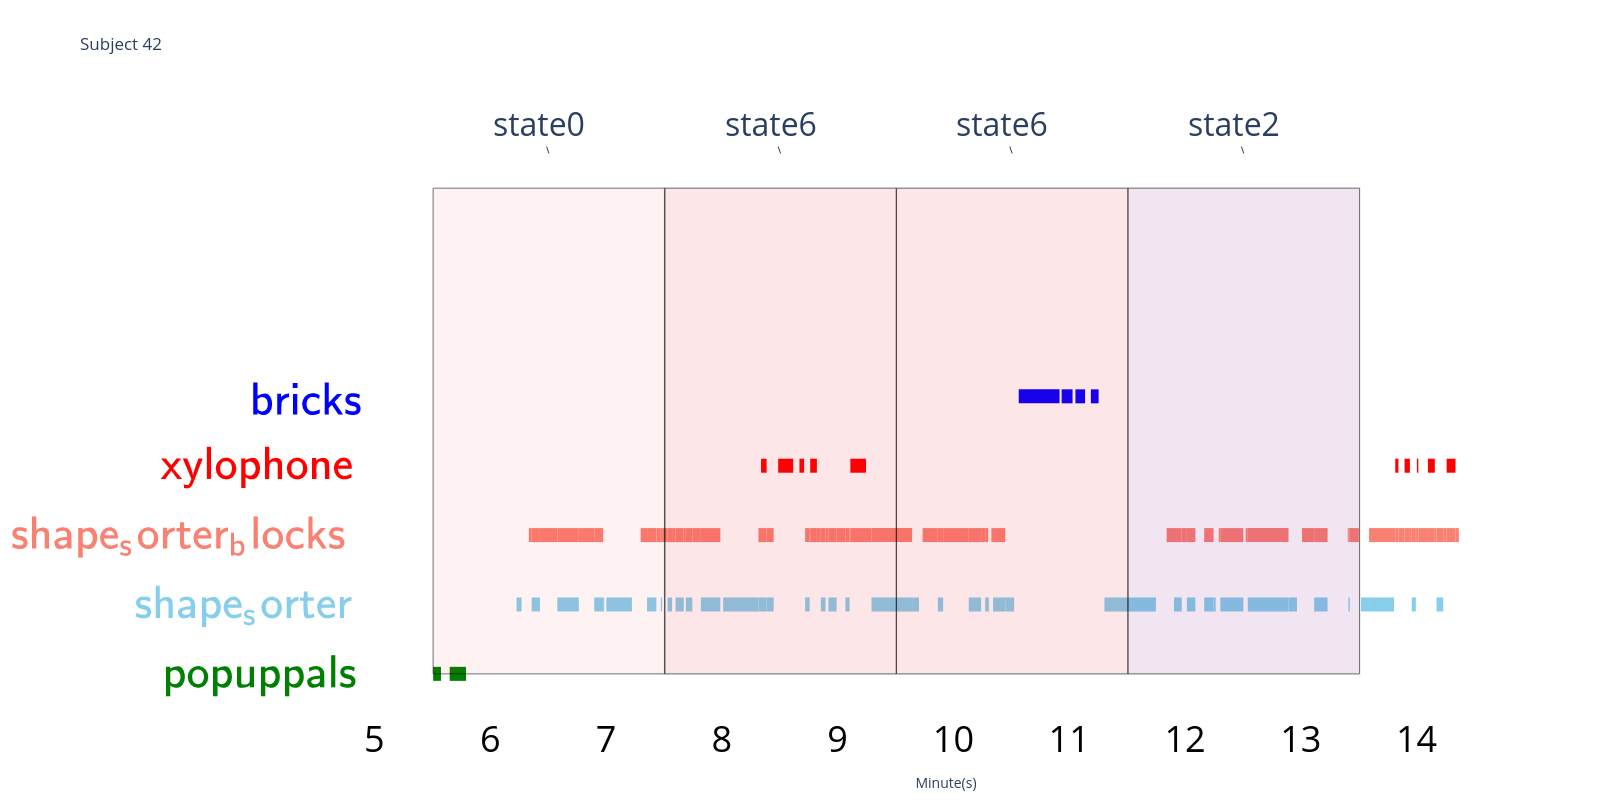 Subject 42
state0 state6 state6 state2
bricks
xylophone
shapesorterblocks
shapesorter
popuppals
5 6 7 8 9 10 11 12 13 14
Minute(s)